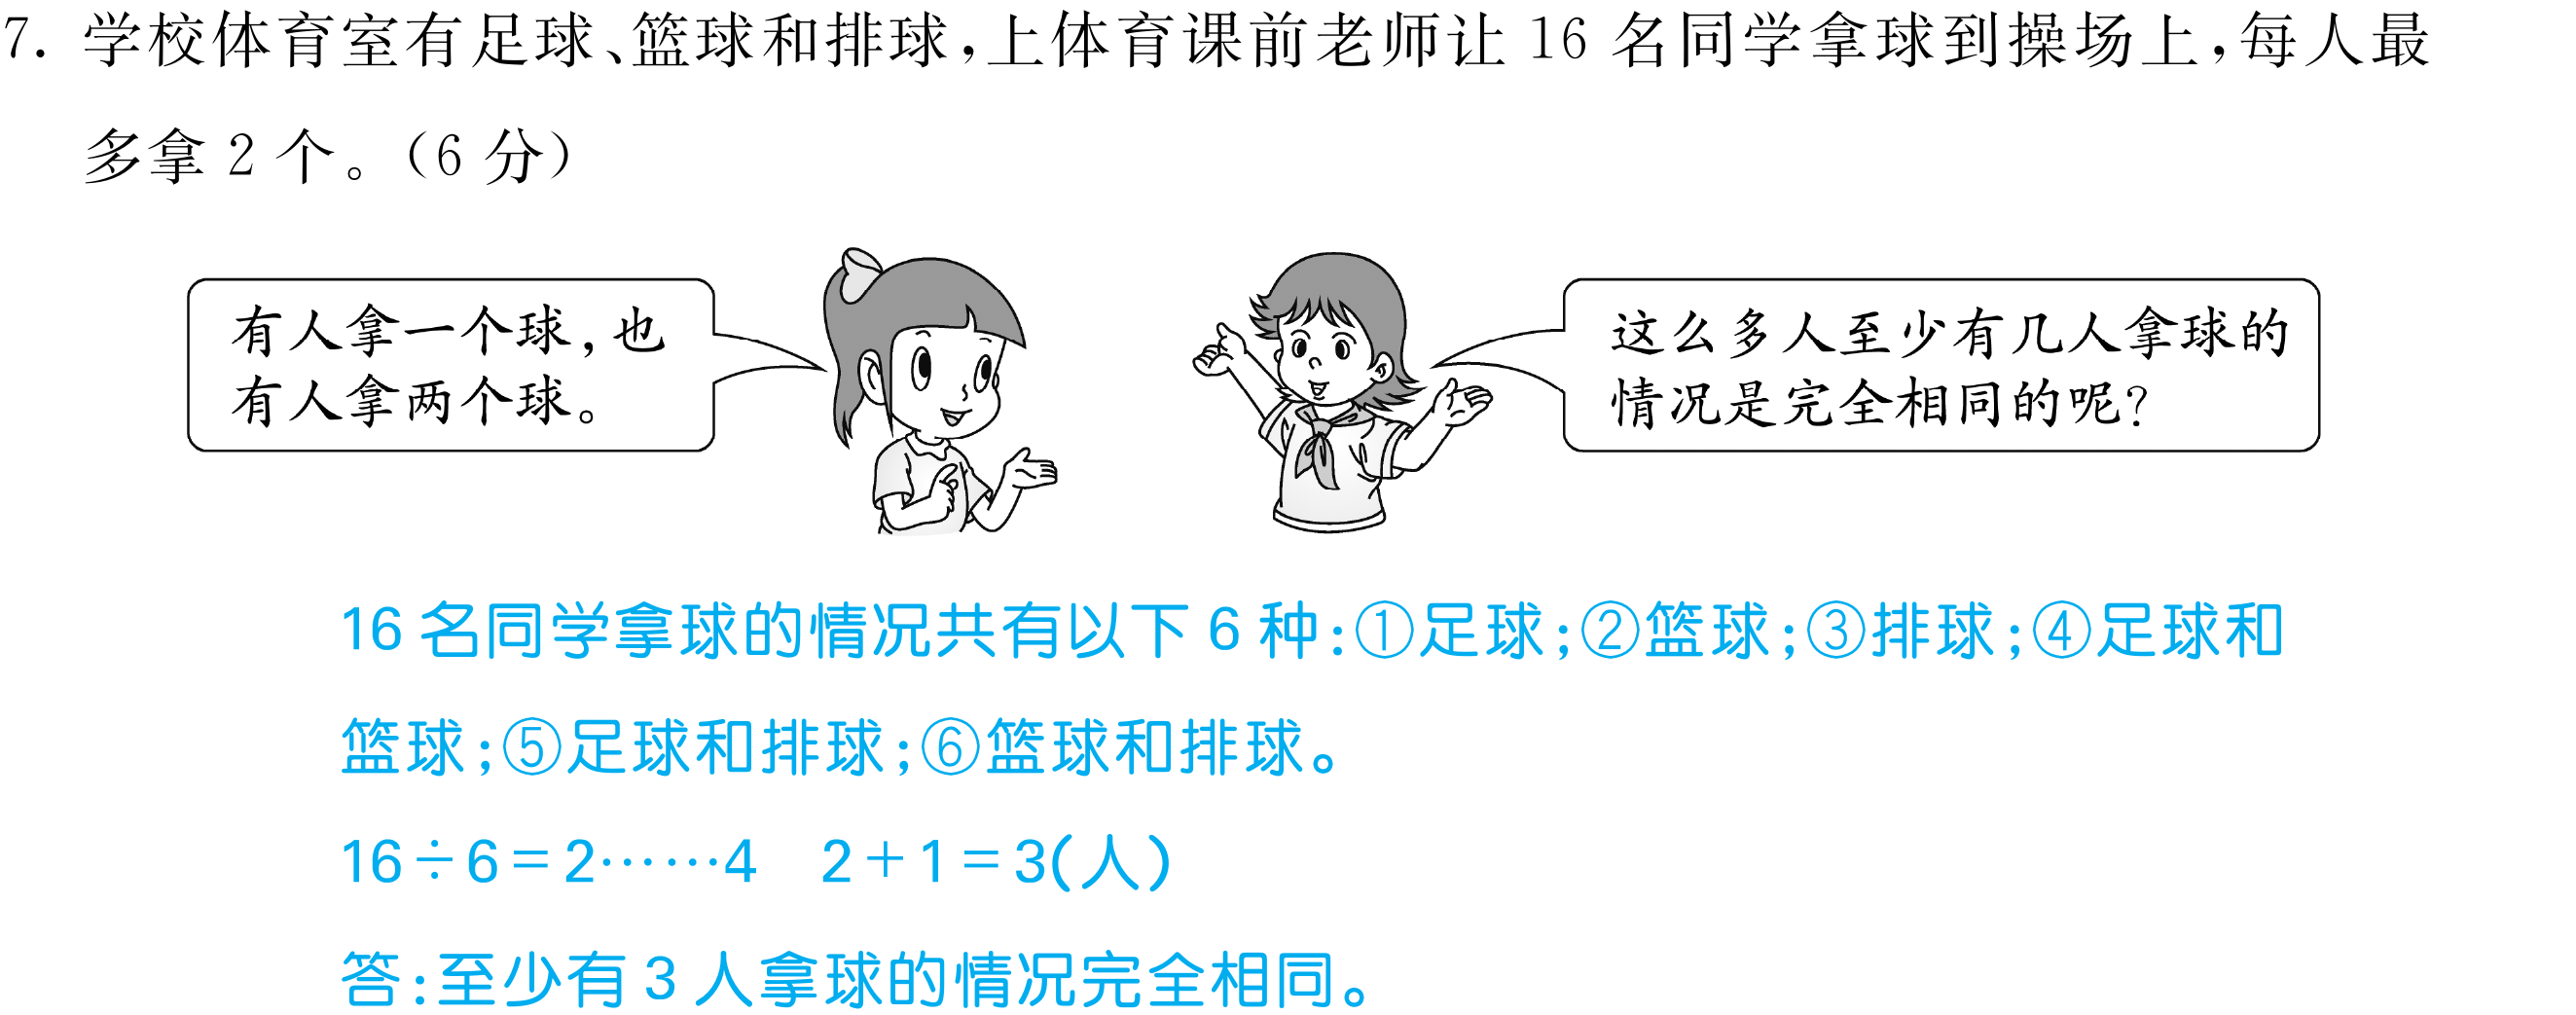 7. 学校体育室有足球、篮球和排球，上体育课前老师让 16 名同学拿球到操场上，每人最
多拿 2 个。（6 分）
有人拿一个球，也
有人拿两个球。
这么多人至少有几人拿球的
情况是完全相同的呢？
16 名同学拿球的情况共有以下 6 种：①足球；②篮球；③排球；④足球和
篮球；⑤足球和排球；⑥篮球和排球。
16÷6＝2……4　2＋1＝3（人）
答：至少有 3 人拿球的情况完全相同。